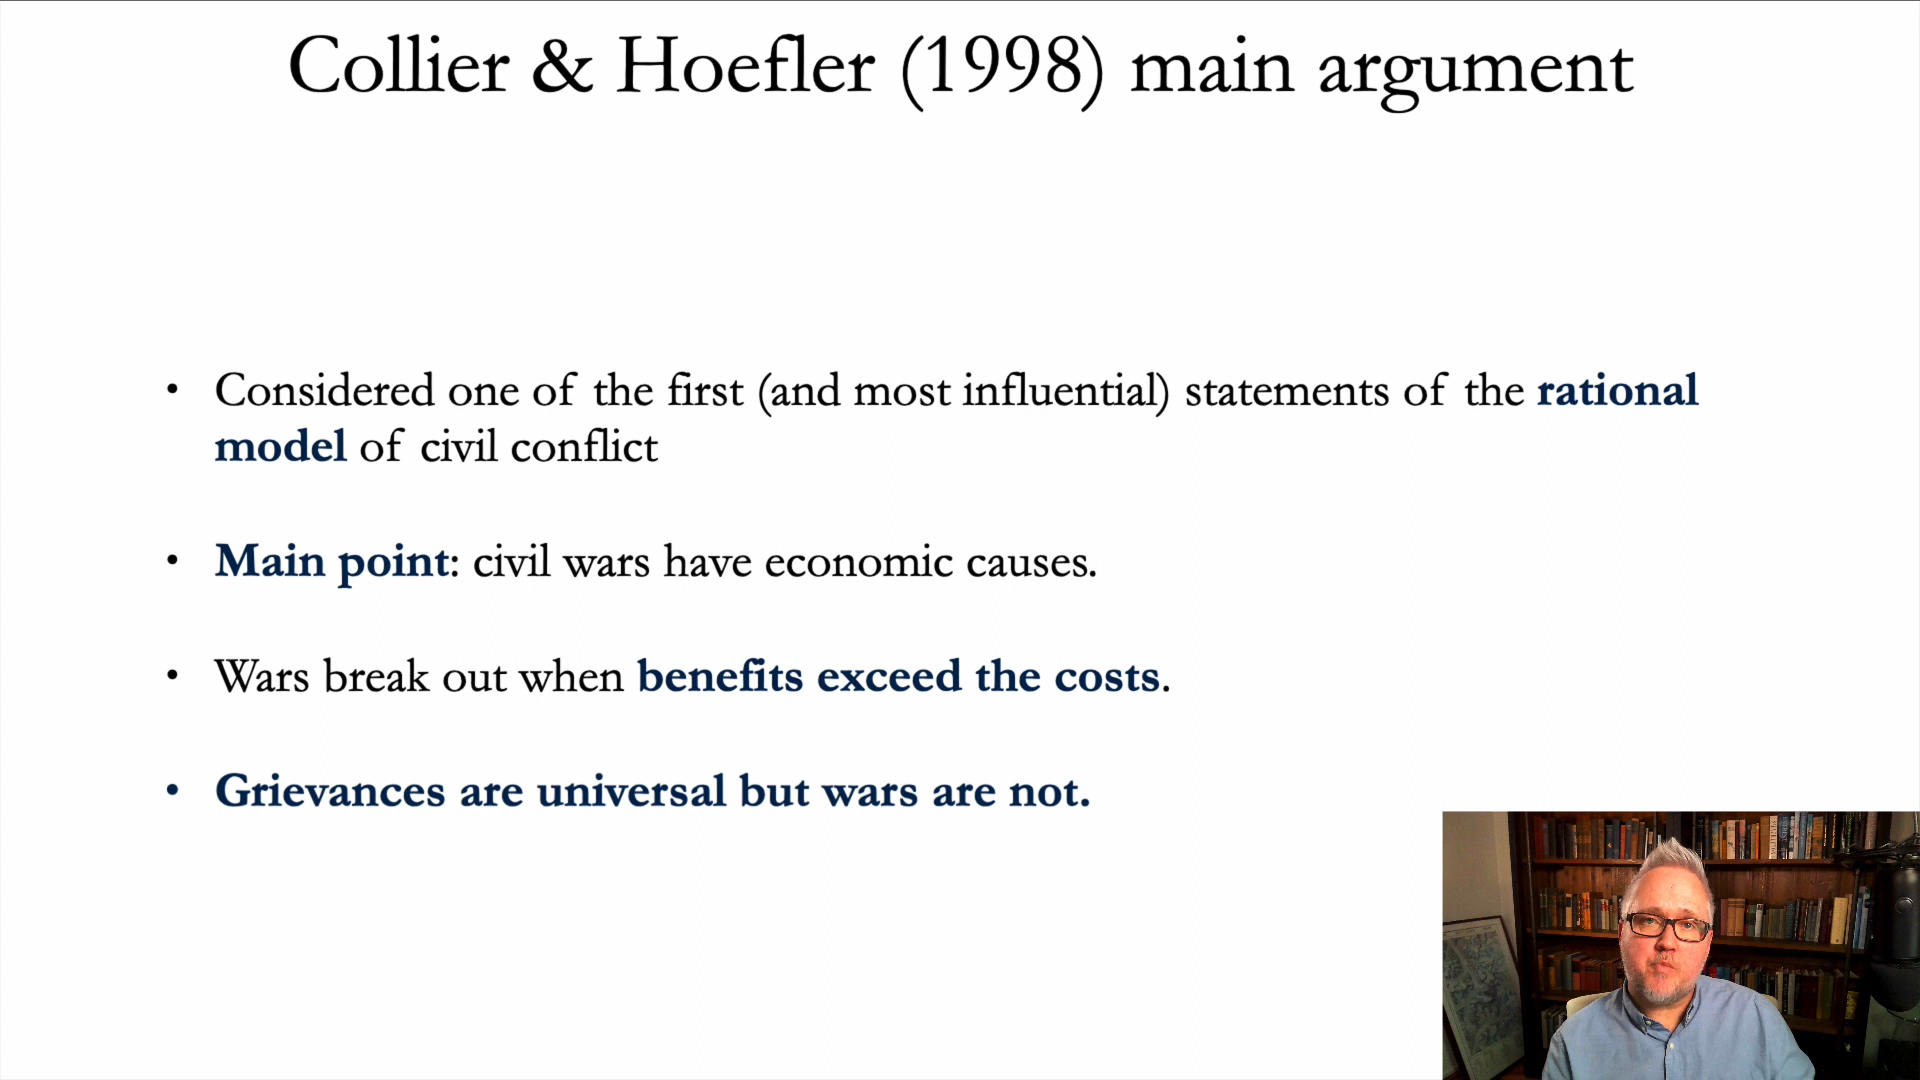 Collier & Hoefler (1998) main argument
• Considered one of the first (and most influential) statements of the rational
model of civil conflict
• Main point: civil wars have economic causes.
• Wars break out when benefits exceed the costs.
• Grievances are universal but wars are not.